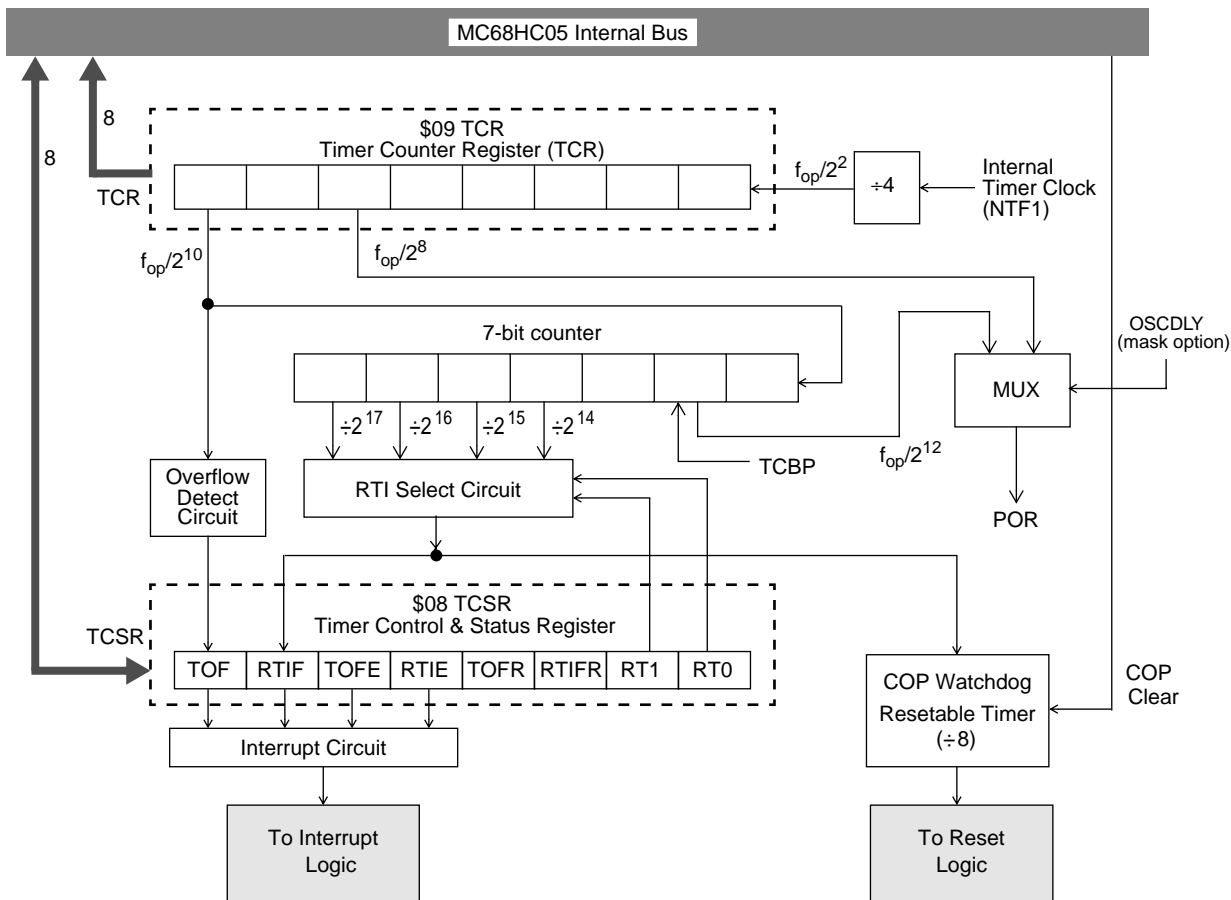 MC68HC05 Internal Bus
8
8
$09 TCR
Timer Counter Register (TCR)
TCR
fop/2^2
÷4
Internal
Timer Clock
(NTF1)
fop/2^10
fop/2^8
7-bit counter
OSCDLY
(mask option)
MUX
÷2^17
÷2^16
÷2^15
÷2^14
TCBP
fop/2^12
Overflow
Detect
Circuit
RTI Select Circuit
POR
$08 TCSR
Timer Control & Status Register
TCSR
TOF RTIF TOFE RTIE TOFR RTIFR RT1 RT0
COP Watchdog
Resetable Timer
(÷8)
COP
Clear
Interrupt Circuit
To Interrupt
Logic
To Reset
Logic